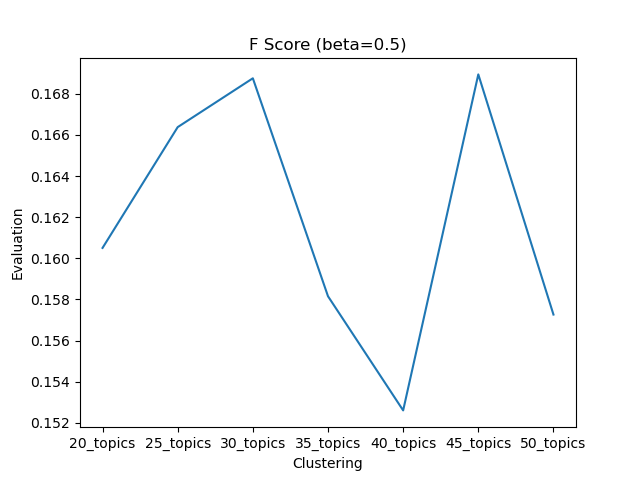 F Score (beta=0.5)
Evaluation
0.168
0.166
0.164
0.162
0.160
0.158
0.156
0.154
0.152
20_topics 25_topics 30_topics 35_topics 40_topics 45_topics 50_topics
Clustering